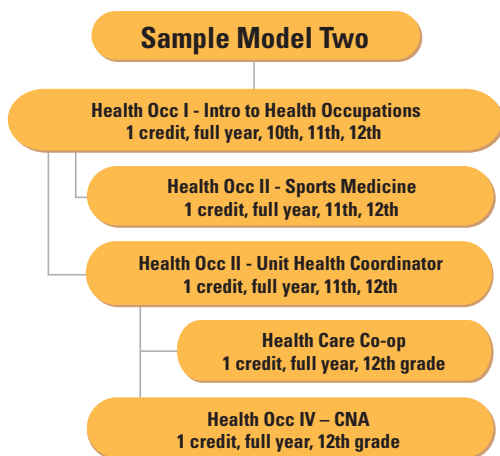 Sample Model Two
Health Occ I - Intro to Health Occupations
1 credit, full year, 10th, 11th, 12th
Health Occ II - Sports Medicine
1 credit, full year, 11th, 12th
Health Occ II - Unit Health Coordinator
1 credit, full year, 11th, 12th
Health Care Co-op
1 credit, full year, 12th grade
Health Occ IV – CNA
1 credit, full year, 12th grade